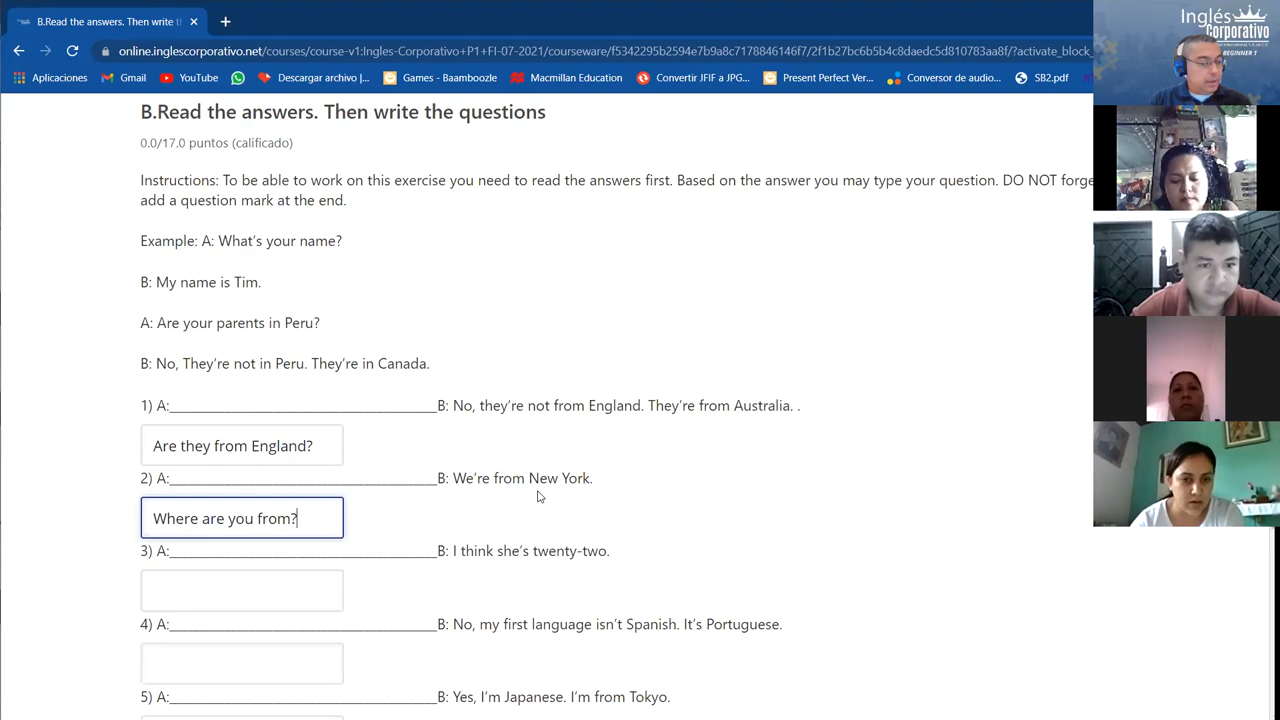 B.Read the answers. Then write t
online.inglescorporativo.net/courses/course-v1:Ingles-Corporativo+P1+FI-07-2021/courseware/f5342295b2594e7b9a8c7178846146f7/2f1b27bc6b5b4c8daedc5d810783aa8f/?activate_block_
Aplicaciones
Gmail
YouTube
Descargar archivo |...
Games - Baamboozle
Macmillan Education
Convertir JFIF a JPG...
Present Perfect Ver...
Conversor de audio...
SB2.pdf
Inglés
Corporativo
BEGINNER 1
B.Read the answers. Then write the questions
0.0/17.0 puntos (calificado)
Instructions: To be able to work on this exercise you need to read the answers first. Based on the answer you may type your question. DO NOT forge
add a question mark at the end.
Example: A: What's your name?
B: My name is Tim.
A: Are your parents in Peru?
B: No, They're not in Peru. They're in Canada.
1) A:________________________________B: No, they're not from England. They're from Australia. .
Are they from England?
2) A:________________________________B: We're from New York.
Where are you from?
3) A:________________________________B: I think she's twenty-two.
4) A:________________________________B: No, my first language isn't Spanish. It's Portuguese.
5) A:________________________________B: Yes, I'm Japanese. I'm from Tokyo.